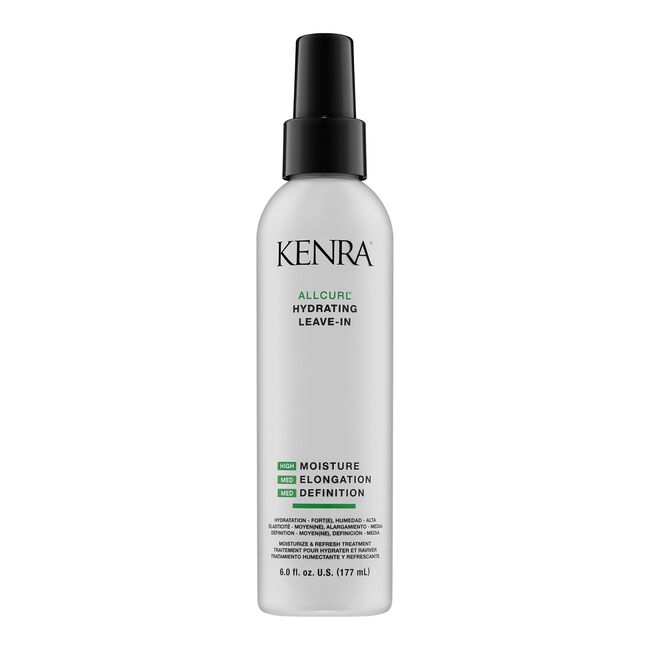 KENRA®
ALLCURL™
HYDRATING
LEAVE-IN
HIGH MOISTURE
MED ELONGATION
MED DEFINITION
HYDRATATION - FORT(E), HUMEDAD - ALTA
ÉLASTICITÉ - MOYEN(NE), ALARGAMIENTO - MEDIA
DÉFINITION - MOYEN(NE), DEFINICIÓN - MEDIA
MOISTURIZE & REFRESH TREATMENT
TRAITEMENT POUR HYDRATER ET RAVIVER
TRATAMIENTO HUMECTANTE Y REFRESCANTE
6.0 fl. oz. U.S. (177 mL)